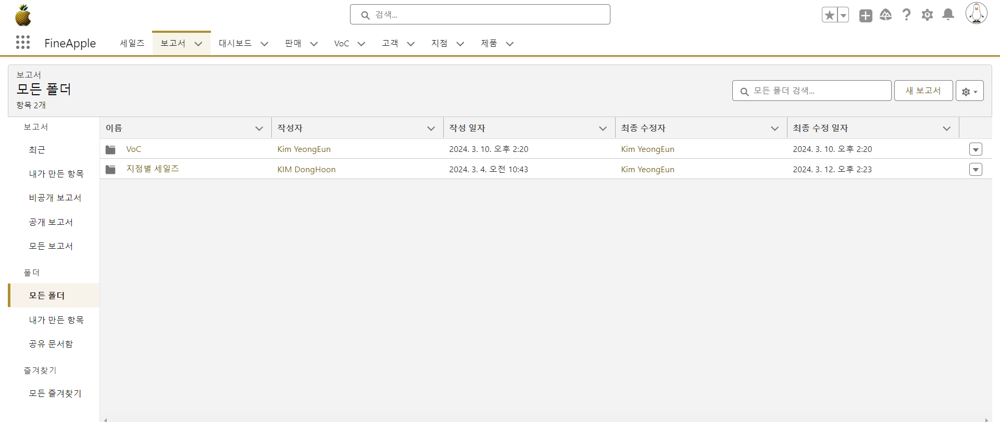 검색...
FineApple
세일즈
보고서
대시보드
판매
VoC
고객
지점
제품
보고서
모든 폴더
항목 2개
모든 폴더 검색...
새 보고서
보고서
최근
내가 만든 항목
비공개 보고서
공개 보고서
모든 보고서
폴더
모든 폴더
내가 만든 항목
공유 문서함
즐겨찾기
모든 즐겨찾기
이름 작성자 작성 일자 최종 수정자 최종 수정 일자
VoC Kim YeongEun 2024. 3. 10. 오후 2:20 Kim YeongEun 2024. 3. 10. 오후 2:20
지점별 세일즈 KIM DongHoon 2024. 3. 4. 오전 10:43 Kim YeongEun 2024. 3. 12. 오후 2:23